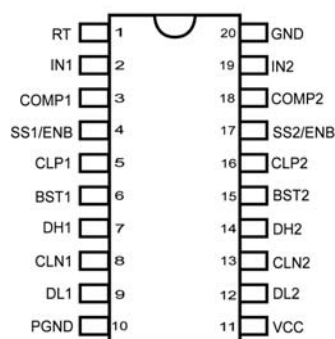 RT 1 20 GND
IN1 2 19 IN2
COMP1 3 18 COMP2
SS1/ENB 4 17 SS2/ENB
CLP1 5 16 CLP2
BST1 6 15 BST2
DH1 7 14 DH2
CLN1 8 13 CLN2
DL1 9 12 DL2
PGND 10 11 VCC